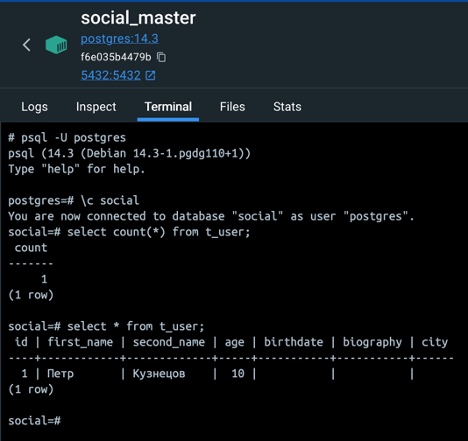 social_master
postgres:14.3
f6e035b4479b
5432:5432
Logs Inspect Terminal Files Stats
# psql -U postgres
psql (14.3 (Debian 14.3-1.pgdg110+1))
Type "help" for help.
postgres=# \c social
You are now connected to database "social" as user "postgres".
social=# select count(*) from t_user;
 count
-------
     1
(1 row)
social=# select * from t_user;
 id | first_name | second_name | age | birthdate | biography | city
----+------------+-------------+-----+-----------+-----------+------
  1 | Петр       | Кузнецов    |  10 |           |           |
(1 row)
social=#